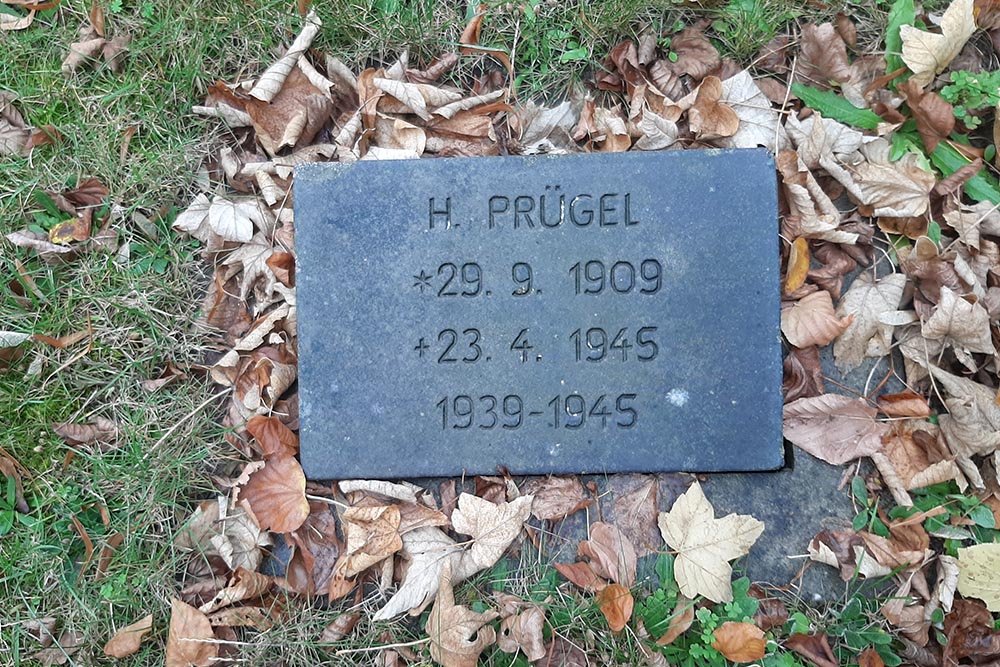 H. PRÜGEL
*29. 9. 1909
+23. 4. 1945
1939-1945